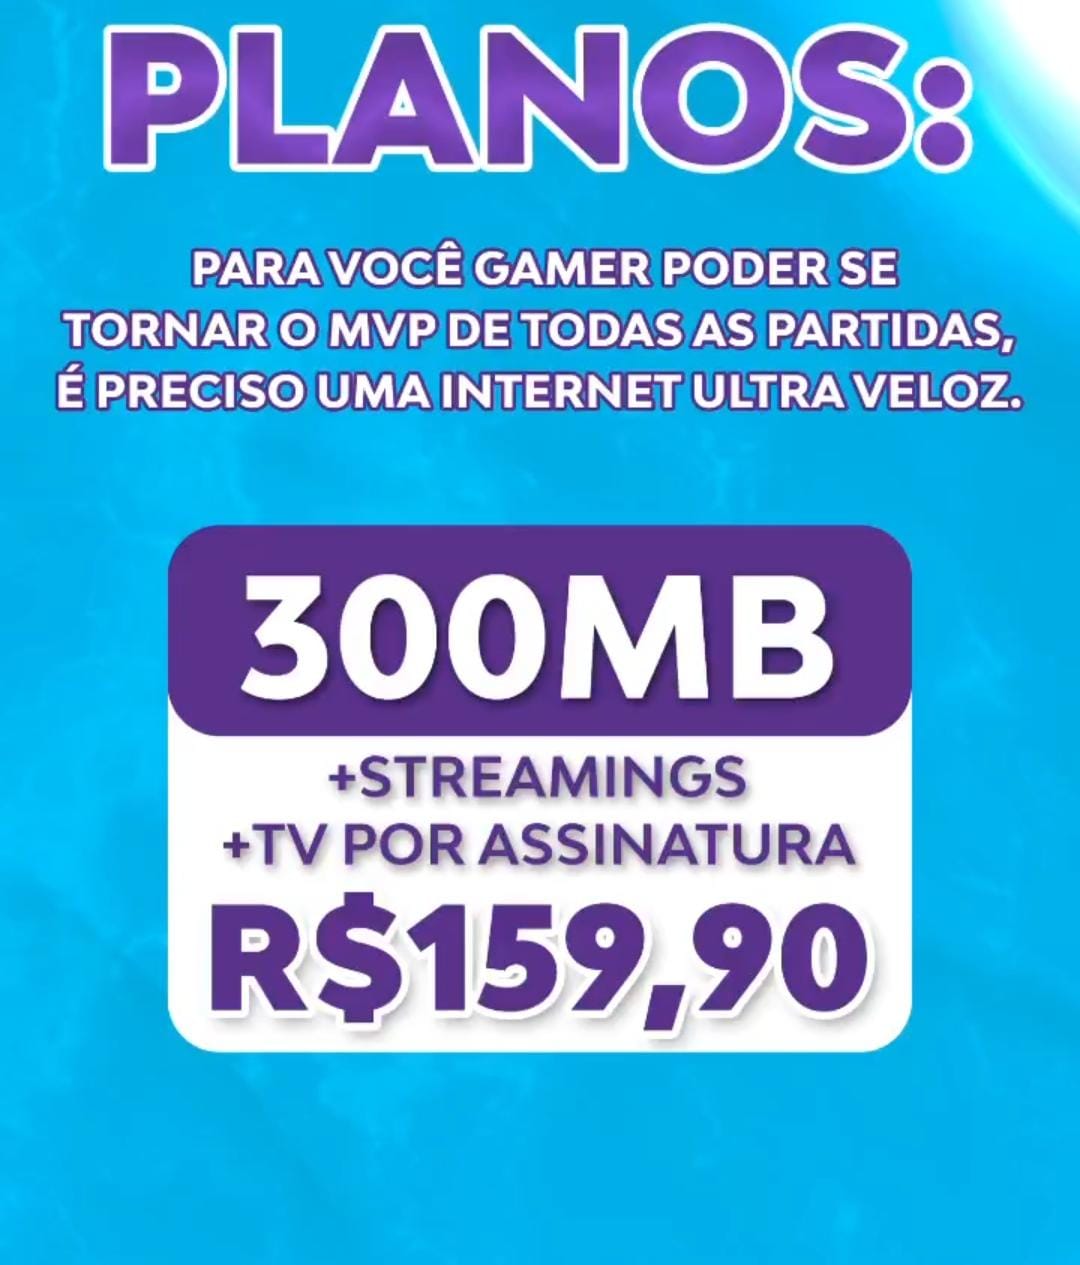 PLANOS:
PARA VOCÊ GAMER PODER SE
TORNAR O MVP DE TODAS AS PARTIDAS,
É PRECISO UMA INTERNET ULTRA VELOZ.
300MB
+STREAMINGS
+TV POR ASSINATURA
R$159,90